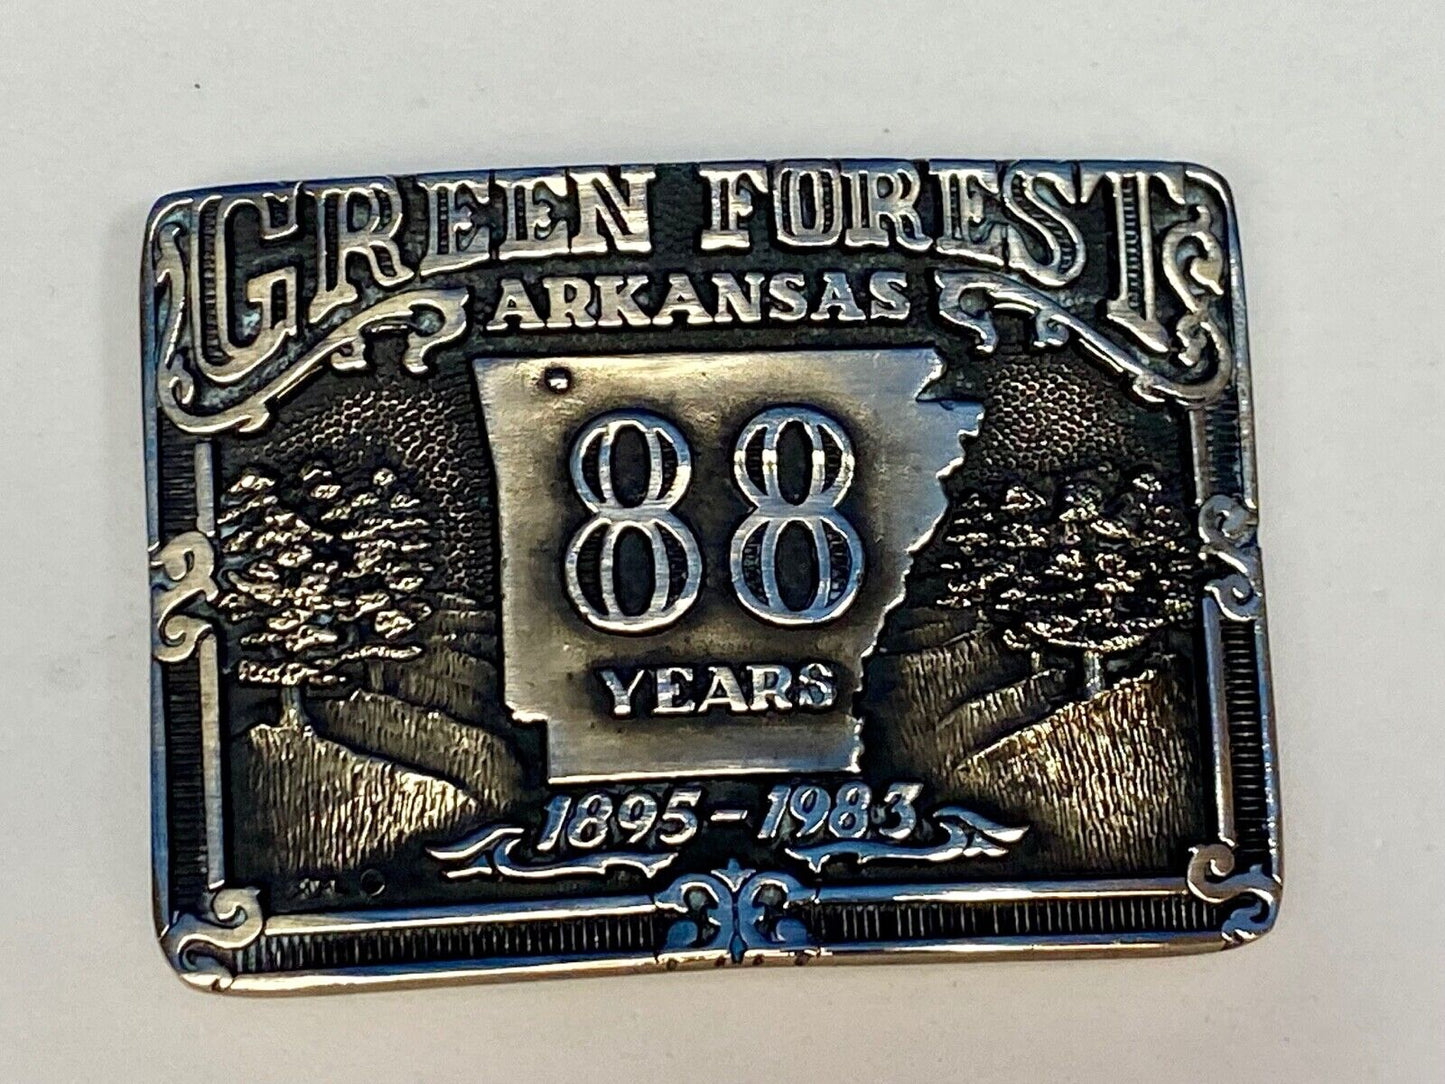 GREEN FOREST
ARKANSAS
88
YEARS
1895-1983